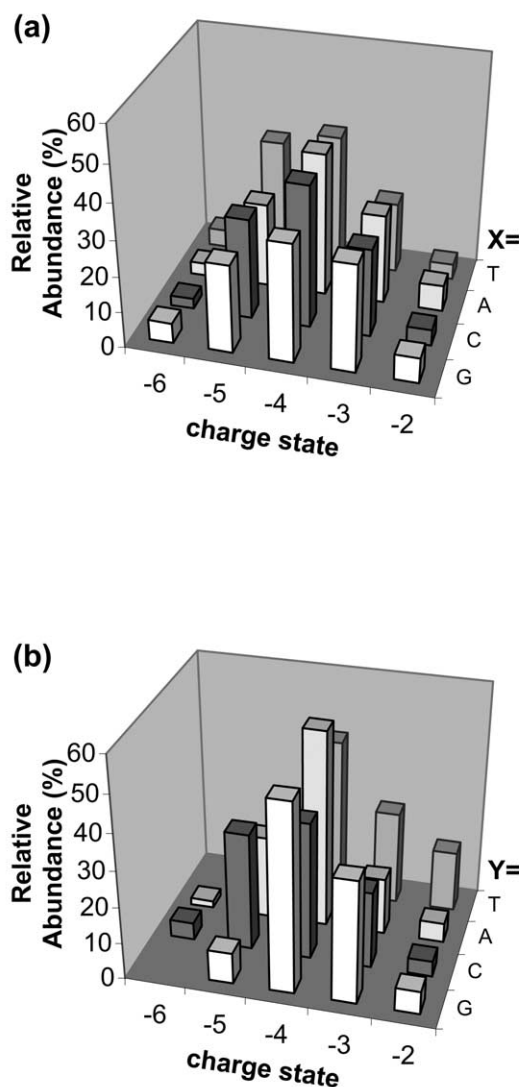 (a)
60
50
40
30
20
10
0
Relative
Abundance (%)
-6
-5
-4
-3
-2
charge state
X=
T
A
C
G
(b)
60
50
40
30
20
10
0
Relative
Abundance (%)
-6
-5
-4
-3
-2
charge state
Y=
T
A
C
G